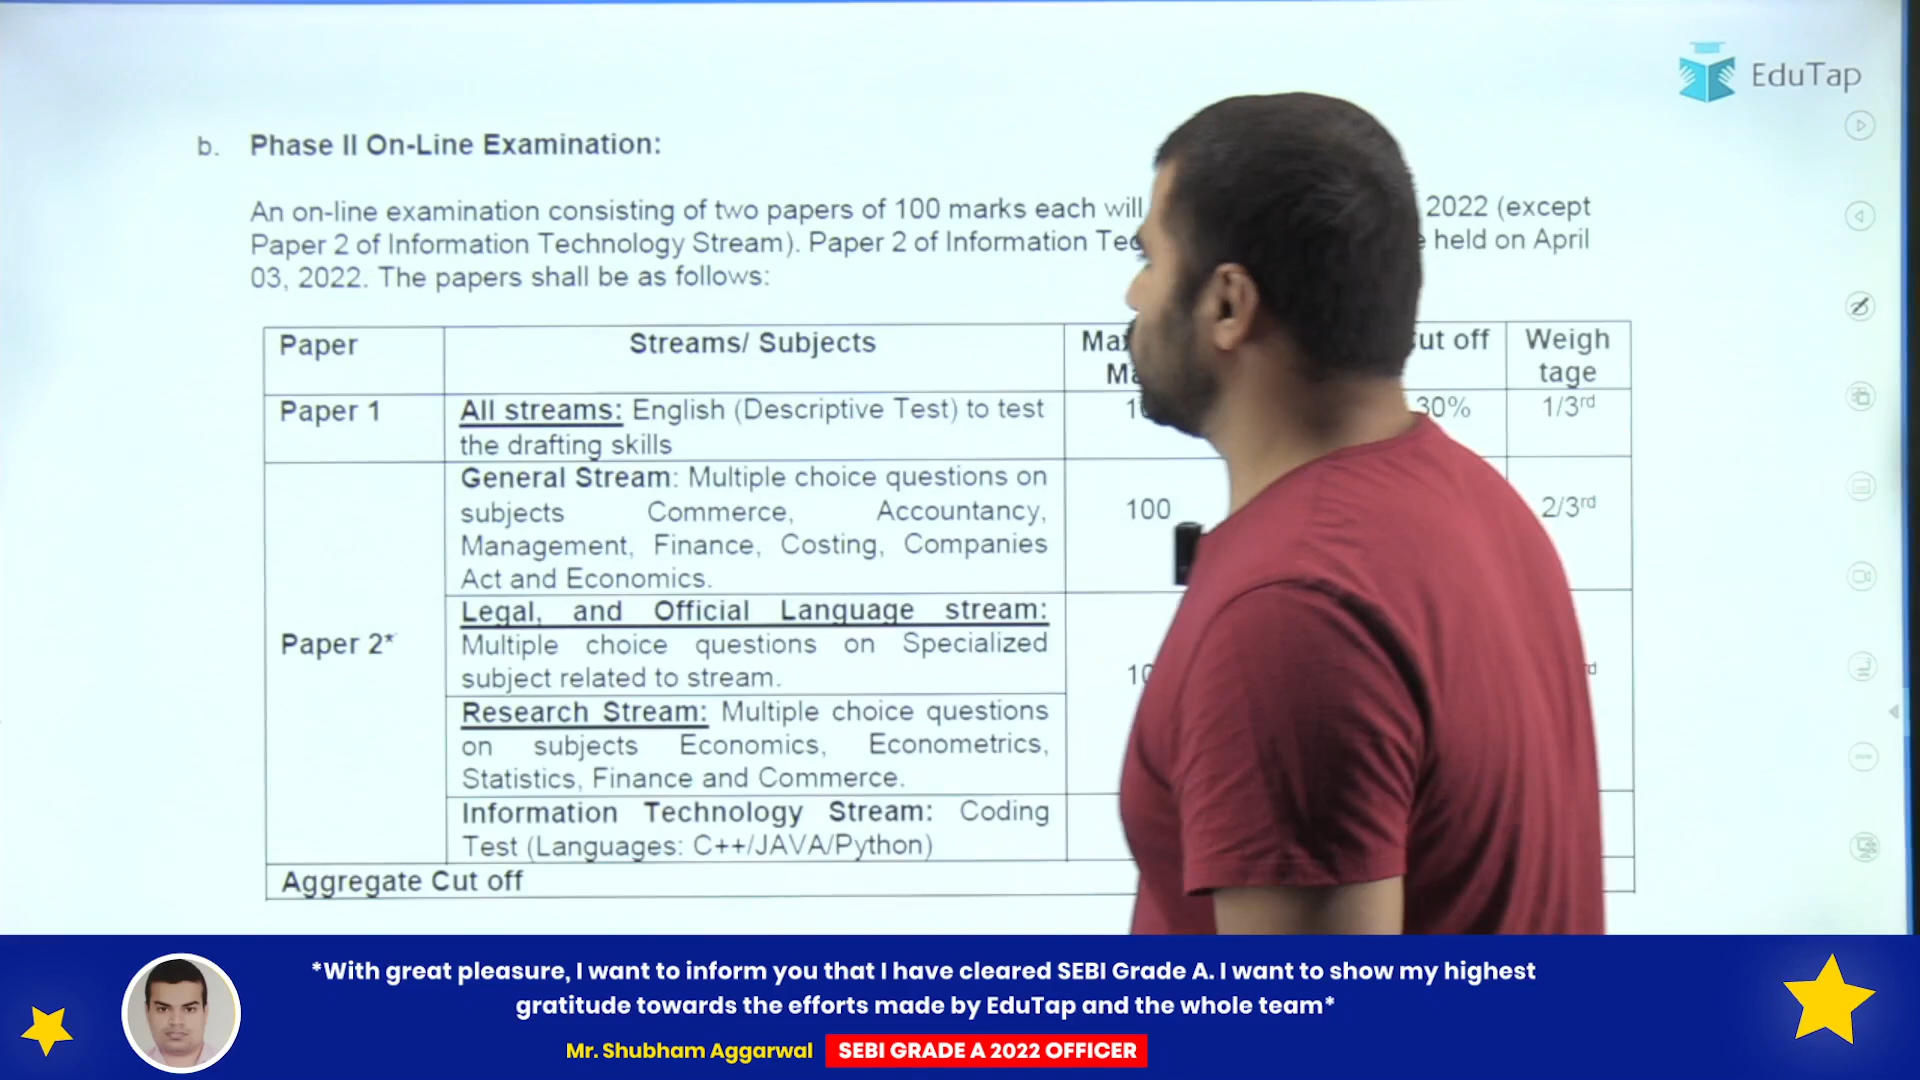 EduTap
b. Phase II On-Line Examination:
An on-line examination consisting of two papers of 100 marks each will 2022 (except
Paper 2 of Information Technology Stream). Paper 2 of Information held on April
03, 2022. The papers shall be as follows:
Paper Streams/ Subjects Weigh
tage
Paper 1 All streams: English (Descriptive Test) to test 30% 1/3rd
the drafting skills
General Stream: Multiple choice questions on
subjects Commerce, Accountancy, 100 2/3rd
Management, Finance, Costing, Companies
Act and Economics.
Legal, and Official Language stream:
Paper 2* Multiple choice questions on Specialized
subject related to stream.
Research Stream: Multiple choice questions
on subjects Economics, Econometrics,
Statistics, Finance and Commerce.
Information Technology Stream: Coding
Test (Languages: C++/JAVA/Python)
Aggregate Cut off
*With great pleasure, I want to inform you that I have cleared SEBI Grade A. I want to show my highest
gratitude towards the efforts made by EduTap and the whole team*
Mr. Shubham Aggarwal SEBI GRADE A 2022 OFFICER